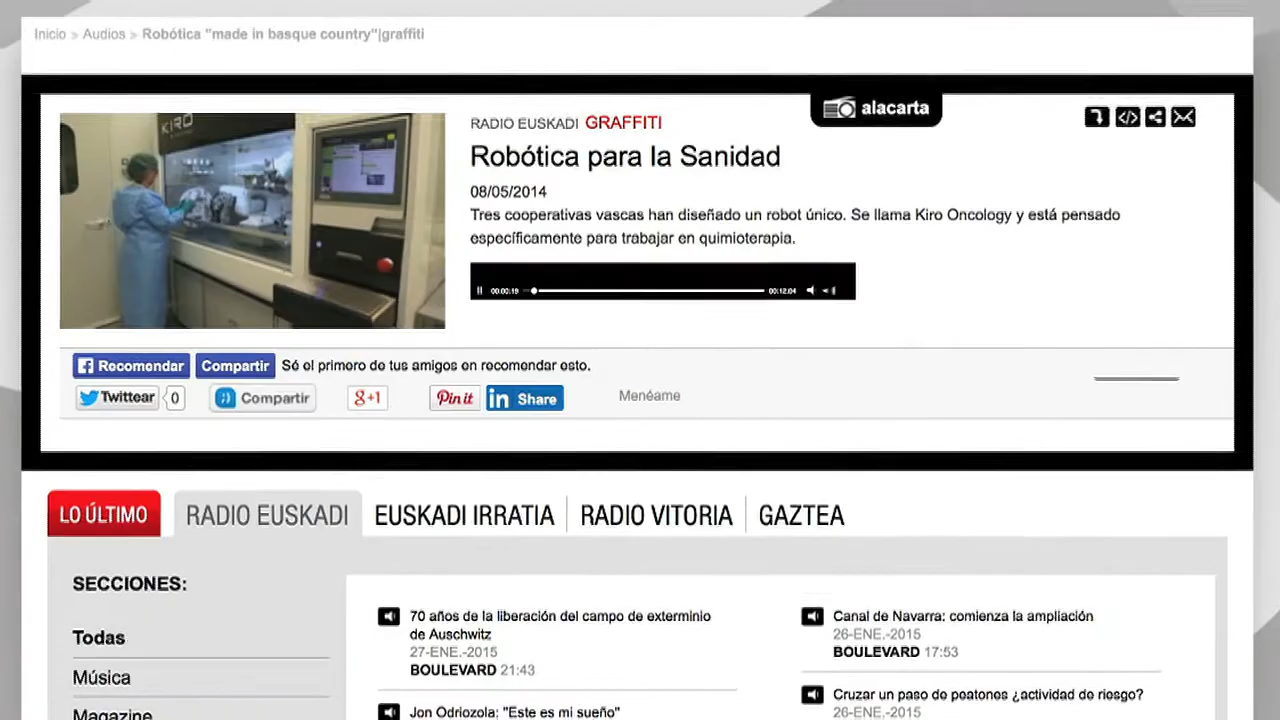 Inicio » Audios » Robótica "made in basque country"|graffiti
KIRO
alacarta
RADIO EUSKADI GRAFFITI
Robótica para la Sanidad
08/05/2014
Tres cooperativas vascas han diseñado un robot único. Se llama Kiro Oncology y está pensado
específicamente para trabajar en quimioterapia.
00:00:19 00:12:04
Recomendar Compartir Sé el primero de tus amigos en recomendar esto.
Twittear 0 Compartir g+1 Pin it in Share Menéame
LO ÚLTIMO RADIO EUSKADI EUSKADI IRRATIA RADIO VITORIA GAZTEA
SECCIONES:
Todas
Música
Magazine
70 años de la liberación del campo de exterminio
de Auschwitz
27-ENE.-2015
BOULEVARD 21:43
Jon Odriozola: "Este es mi sueño"
Canal de Navarra: comienza la ampliación
26-ENE.-2015
BOULEVARD 17:53
Cruzar un paso de peatones ¿actividad de riesgo?
26-ENE.-2015